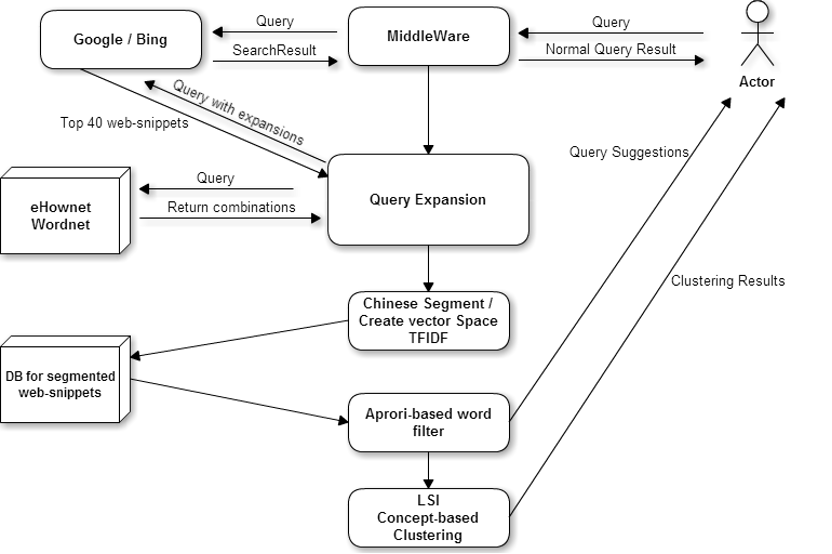 Google / Bing
Query
SearchResult
MiddleWare
Query
Normal Query Result
Actor
Query with expansions
Top 40 web-snippets
Query Suggestions
eHownet
Wordnet
Query
Return combinations
Query Expansion
Clustering Results
Chinese Segment /
Create vector Space
TFIDF
DB for segmented
web-snippets
Aprori-based word
filter
LSI
Concept-based
Clustering